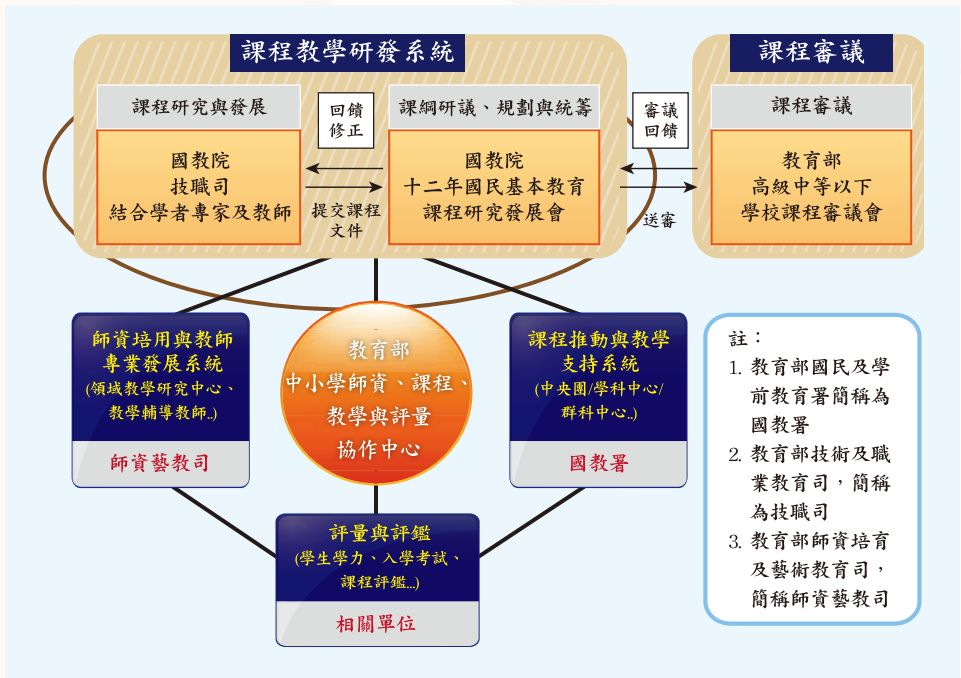 課程教學研發系統
課程審議
課程研究與發展
回饋
修正
課綱研議、規劃與統籌
審議
回饋
課程審議
國教院
技職司
結合學者專家及教師
提交課程
文件
國教院
十二年國民基本教育
課程研究發展會
送審
教育部
高級中等以下
學校課程審議會
師資培用與教師
專業發展系統
(領域教學研究中心、
教學輔導教師..)
師資藝教司
教育部
中小學師資、課程、
教學與評量
協作中心
課程推動與教學
支持系統
(中央團/學科中心/
群科中心..)
國教署
評量與評鑑
(學生學力、入學考試、
課程評鑑...)
相關單位
註：
1. 教育部國民及學
前教育署簡稱為
國教署
2. 教育部技術及職
業教育司，簡稱
為技職司
3. 教育部師資培育
及藝術教育司，
簡稱師資藝教司